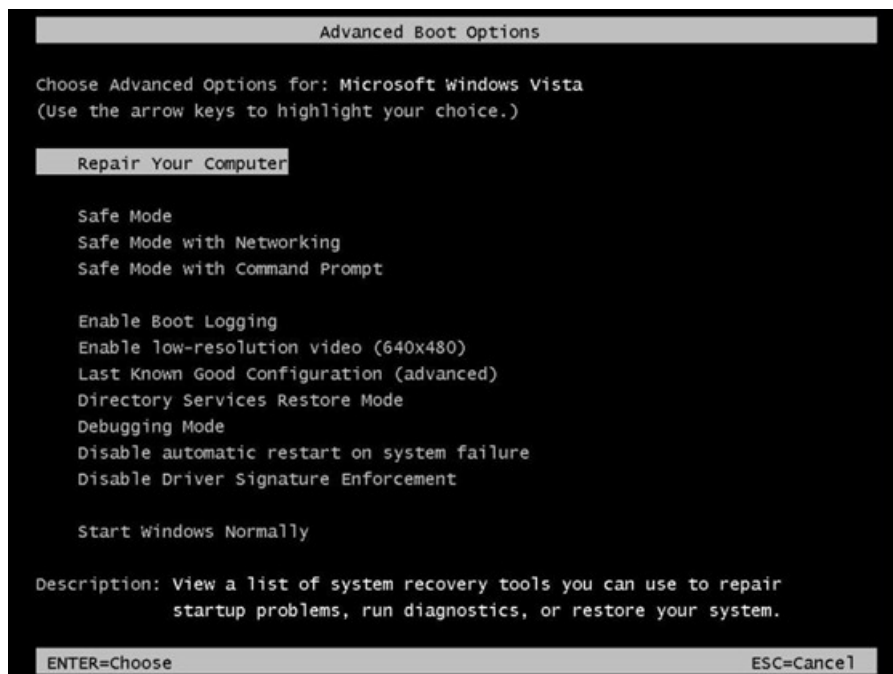 Advanced Boot Options
Choose Advanced Options for: Microsoft Windows Vista
(Use the arrow keys to highlight your choice.)
Repair Your Computer
Safe Mode
Safe Mode with Networking
Safe Mode with Command Prompt
Enable Boot Logging
Enable low-resolution video (640x480)
Last Known Good Configuration (advanced)
Directory Services Restore Mode
Debugging Mode
Disable automatic restart on system failure
Disable Driver Signature Enforcement
Start Windows Normally
Description: View a list of system recovery tools you can use to repair
startup problems, run diagnostics, or restore your system.
ENTER=Choose ESC=Cancel